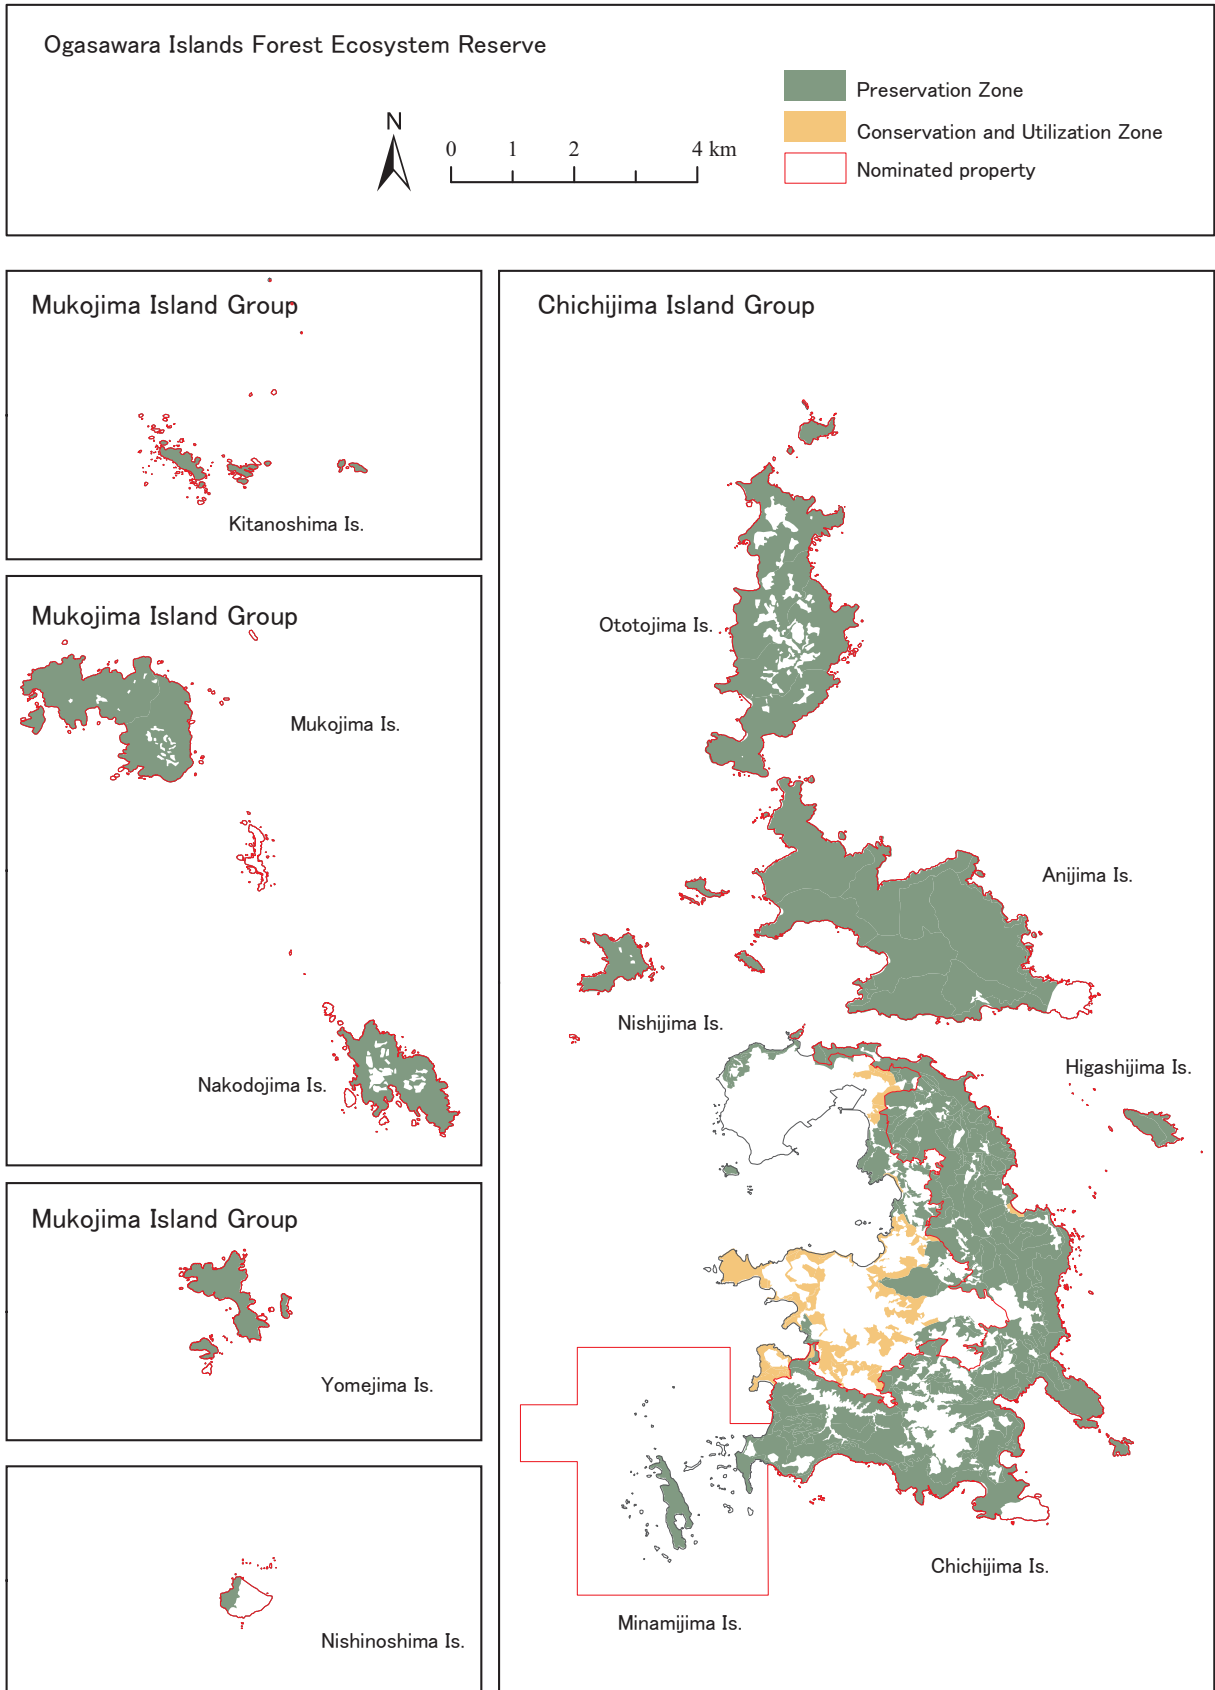 Ogasawara Islands Forest Ecosystem Reserve
N
0 1 2 4 km
Preservation Zone
Conservation and Utilization Zone
Nominated property
Mukojima Island Group
Kitanoshima Is.
Mukojima Island Group
Mukojima Is.
Nakodojima Is.
Mukojima Island Group
Yomejima Is.
Nishinoshima Is.
Chichijima Island Group
Ototojima Is.
Anijima Is.
Nishijima Is.
Higashijima Is.
Chichijima Is.
Minamijima Is.